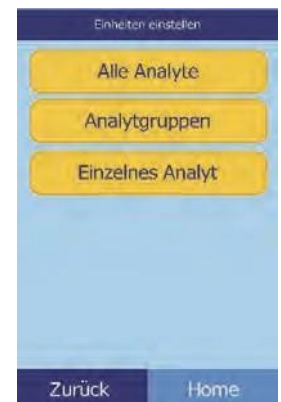 Einheiten einstellen
Alle Analyte
Analytgruppen
Einzelnes Analyt
Zurück Home